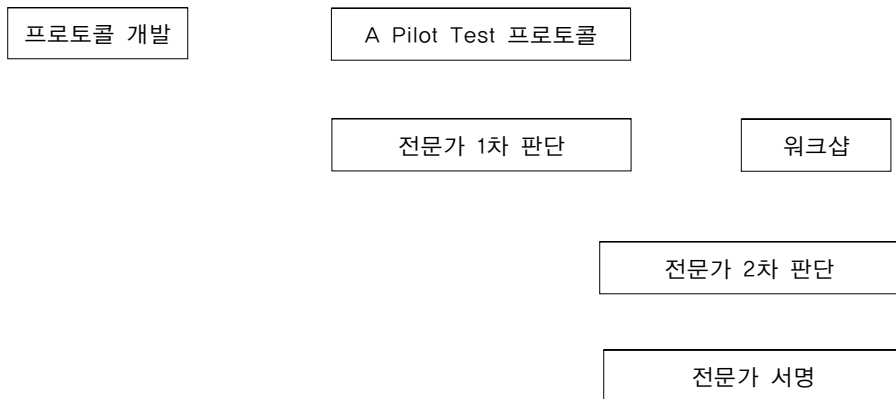 프로토콜 개발
A Pilot Test 프로토콜
전문가 1차 판단
워크샵
전문가 2차 판단
전문가 서명